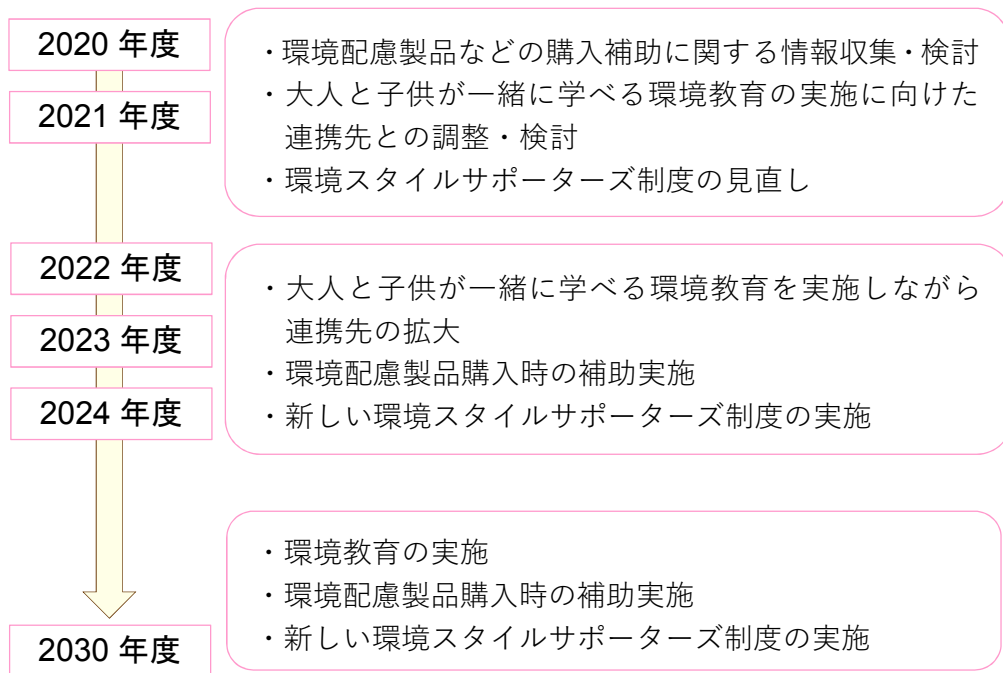 2020 年度
2021 年度
・環境配慮製品などの購入補助に関する情報収集・検討
・大人と子供が一緒に学べる環境教育の実施に向けた
連携先との調整・検討
・環境スタイルサポーターズ制度の見直し
2022 年度
2023 年度
2024 年度
・大人と子供が一緒に学べる環境教育を実施しながら
連携先の拡大
・環境配慮製品購入時の補助実施
・新しい環境スタイルサポーターズ制度の実施
2030 年度
・環境教育の実施
・環境配慮製品購入時の補助実施
・新しい環境スタイルサポーターズ制度の実施